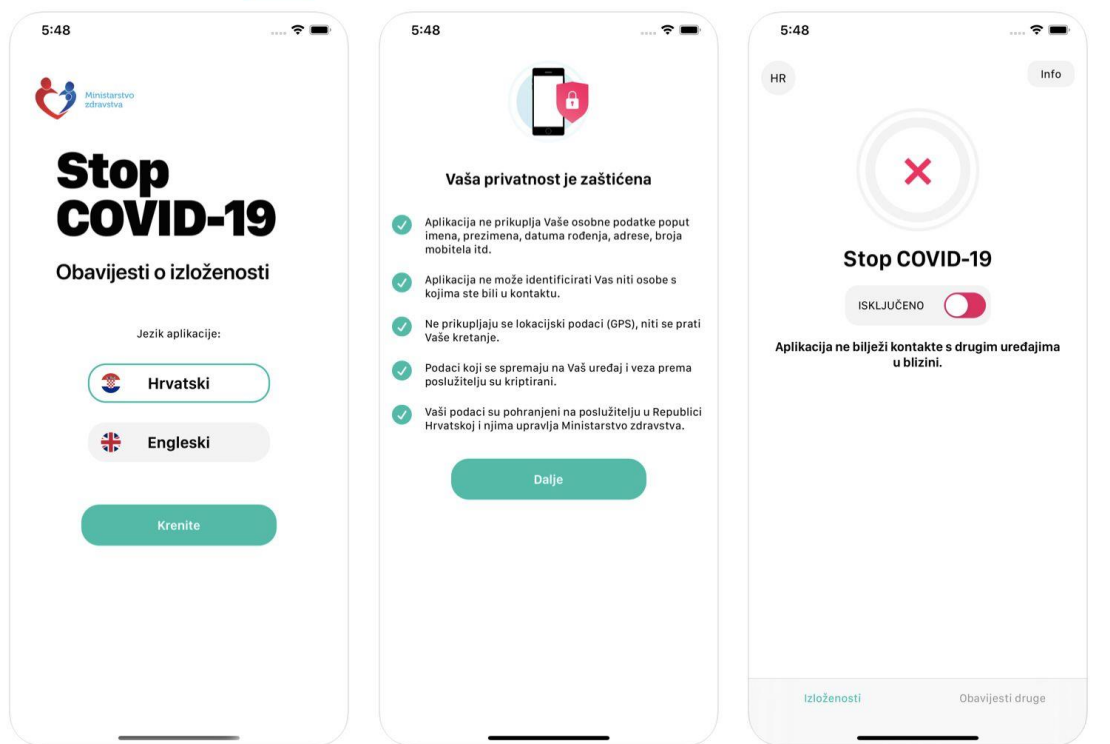 5:48
Ministarstvo
zdravstva
Stop
COVID-19
Obavijesti o izloženosti
Jezik aplikacije:
Hrvatski
Engleski
Krenite
5:48
Vaša privatnost je zaštićena
Aplikacija ne prikuplja Vaše osobne podatke poput
imena, prezimena, datuma rođenja, adrese, broja
mobitela itd.
Aplikacija ne može identificirati Vas niti osobe s
kojima ste bili u kontaktu.
Ne prikupljaju se lokacijski podaci (GPS), niti se prati
Vaše kretanje.
Podaci koji se spremaju na Vaš uređaj i veza prema
poslužitelju su kriptirani.
Vaši podaci su pohranjeni na poslužitelju u Republici
Hrvatskoj i njima upravlja Ministarstvo zdravstva.
Dalje
5:48
HR
Info
Stop COVID-19
ISKLJUČENO
Aplikacija ne bilježi kontakte s drugim uređajima
u blizini.
Izloženosti
Obavijesti druge